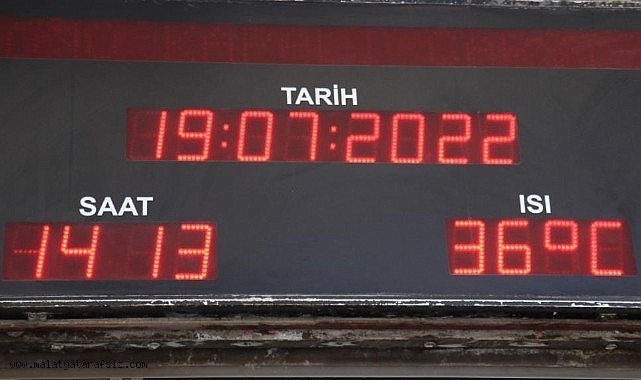 TARİH
19:07:2022
SAAT
ISI
14 13
36°C
www.malatyatarafsiz.com